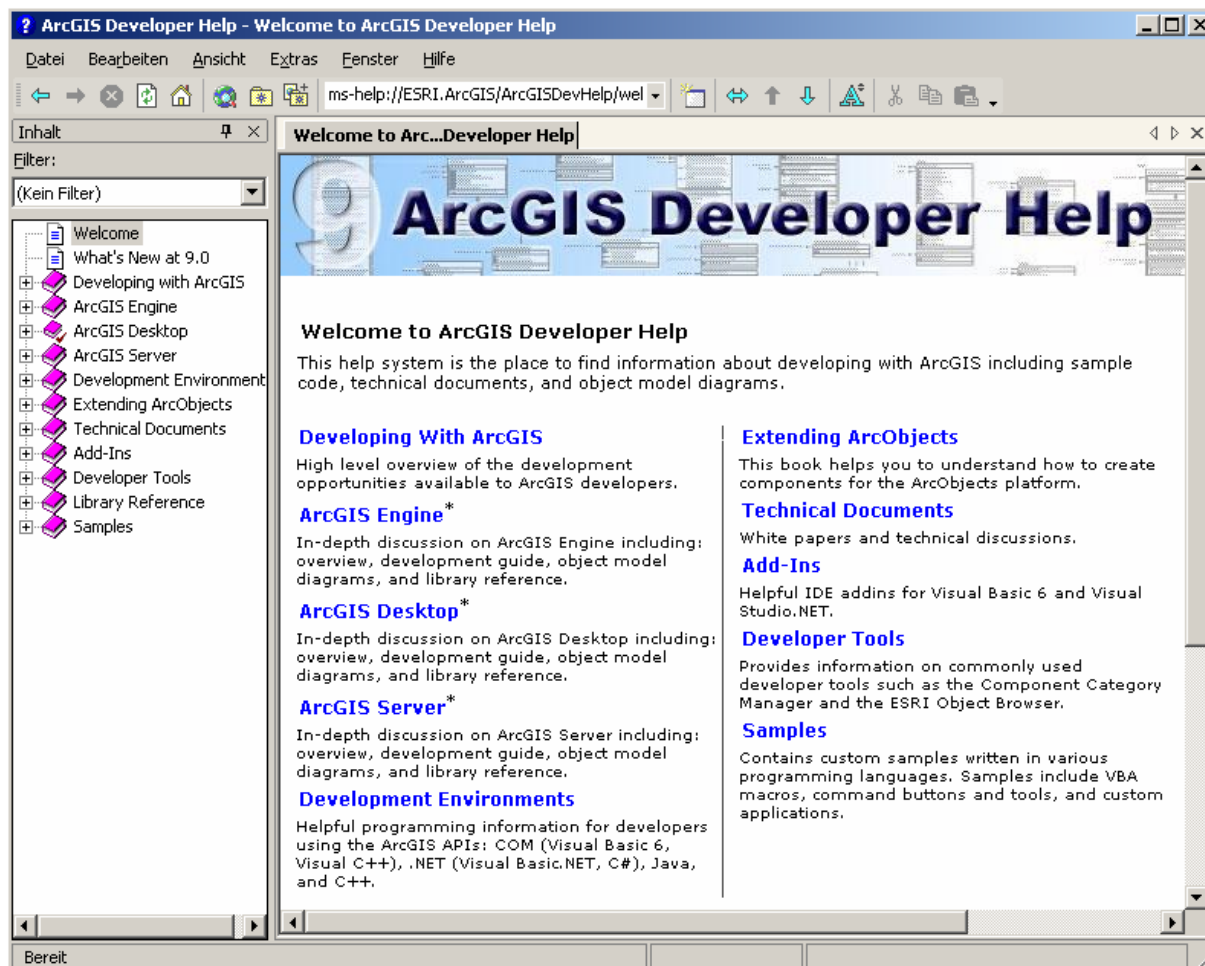 ArcGIS Developer Help - Welcome to ArcGIS Developer Help
Datei Bearbeiten Ansicht Extras Fenster Hilfe
ms-help://ESRI.ArcGIS/ArcGISDevHelp/wel
Inhalt
Filter:
(Kein Filter)
Welcome
What's New at 9.0
Developing with ArcGIS
ArcGIS Engine
ArcGIS Desktop
ArcGIS Server
Development Environment
Extending ArcObjects
Technical Documents
Add-Ins
Developer Tools
Library Reference
Samples
Welcome to Arc...Developer Help
9 ArcGIS Developer Help
Welcome to ArcGIS Developer Help
This help system is the place to find information about developing with ArcGIS including sample
code, technical documents, and object model diagrams.
Developing With ArcGIS
High level overview of the development
opportunities available to ArcGIS developers.
ArcGIS Engine*
In-depth discussion on ArcGIS Engine including:
overview, development guide, object model
diagrams, and library reference.
ArcGIS Desktop*
In-depth discussion on ArcGIS Desktop including:
overview, development guide, object model
diagrams, and library reference.
ArcGIS Server*
In-depth discussion on ArcGIS Server including:
overview, development guide, object model
diagrams, and library reference.
Development Environments
Helpful programming information for developers
using the ArcGIS APIs: COM (Visual Basic 6,
Visual C++), .NET (Visual Basic.NET, C#), Java,
and C++.
Extending ArcObjects
This book helps you to understand how to create
components for the ArcObjects platform.
Technical Documents
White papers and technical discussions.
Add-Ins
Helpful IDE addins for Visual Basic 6 and Visual
Studio.NET.
Developer Tools
Provides information on commonly used
developer tools such as the Component Category
Manager and the ESRI Object Browser.
Samples
Contains custom samples written in various
programming languages. Samples include VBA
macros, command buttons and tools, and custom
applications.
Bereit